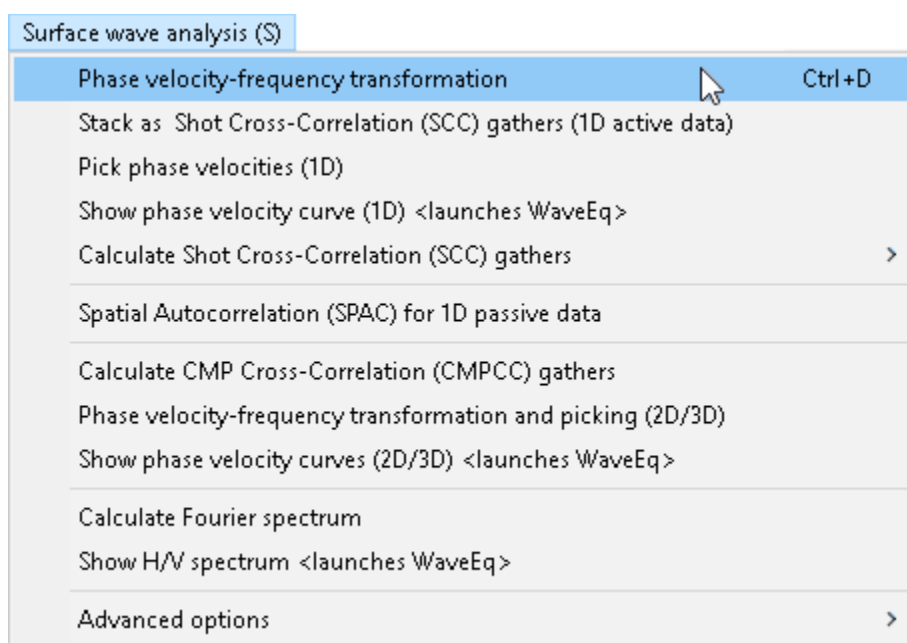 Surface wave analysis (S)
Phase velocity-frequency transformation Ctrl+D
Stack as Shot Cross-Correlation (SCC) gathers (1D active data)
Pick phase velocities (1D)
Show phase velocity curve (1D) <launches WaveEq>
Calculate Shot Cross-Correlation (SCC) gathers >
Spatial Autocorrelation (SPAC) for 1D passive data
Calculate CMP Cross-Correlation (CMPCC) gathers
Phase velocity-frequency transformation and picking (2D/3D)
Show phase velocity curves (2D/3D) <launches WaveEq>
Calculate Fourier spectrum
Show H/V spectrum <launches WaveEq>
Advanced options >